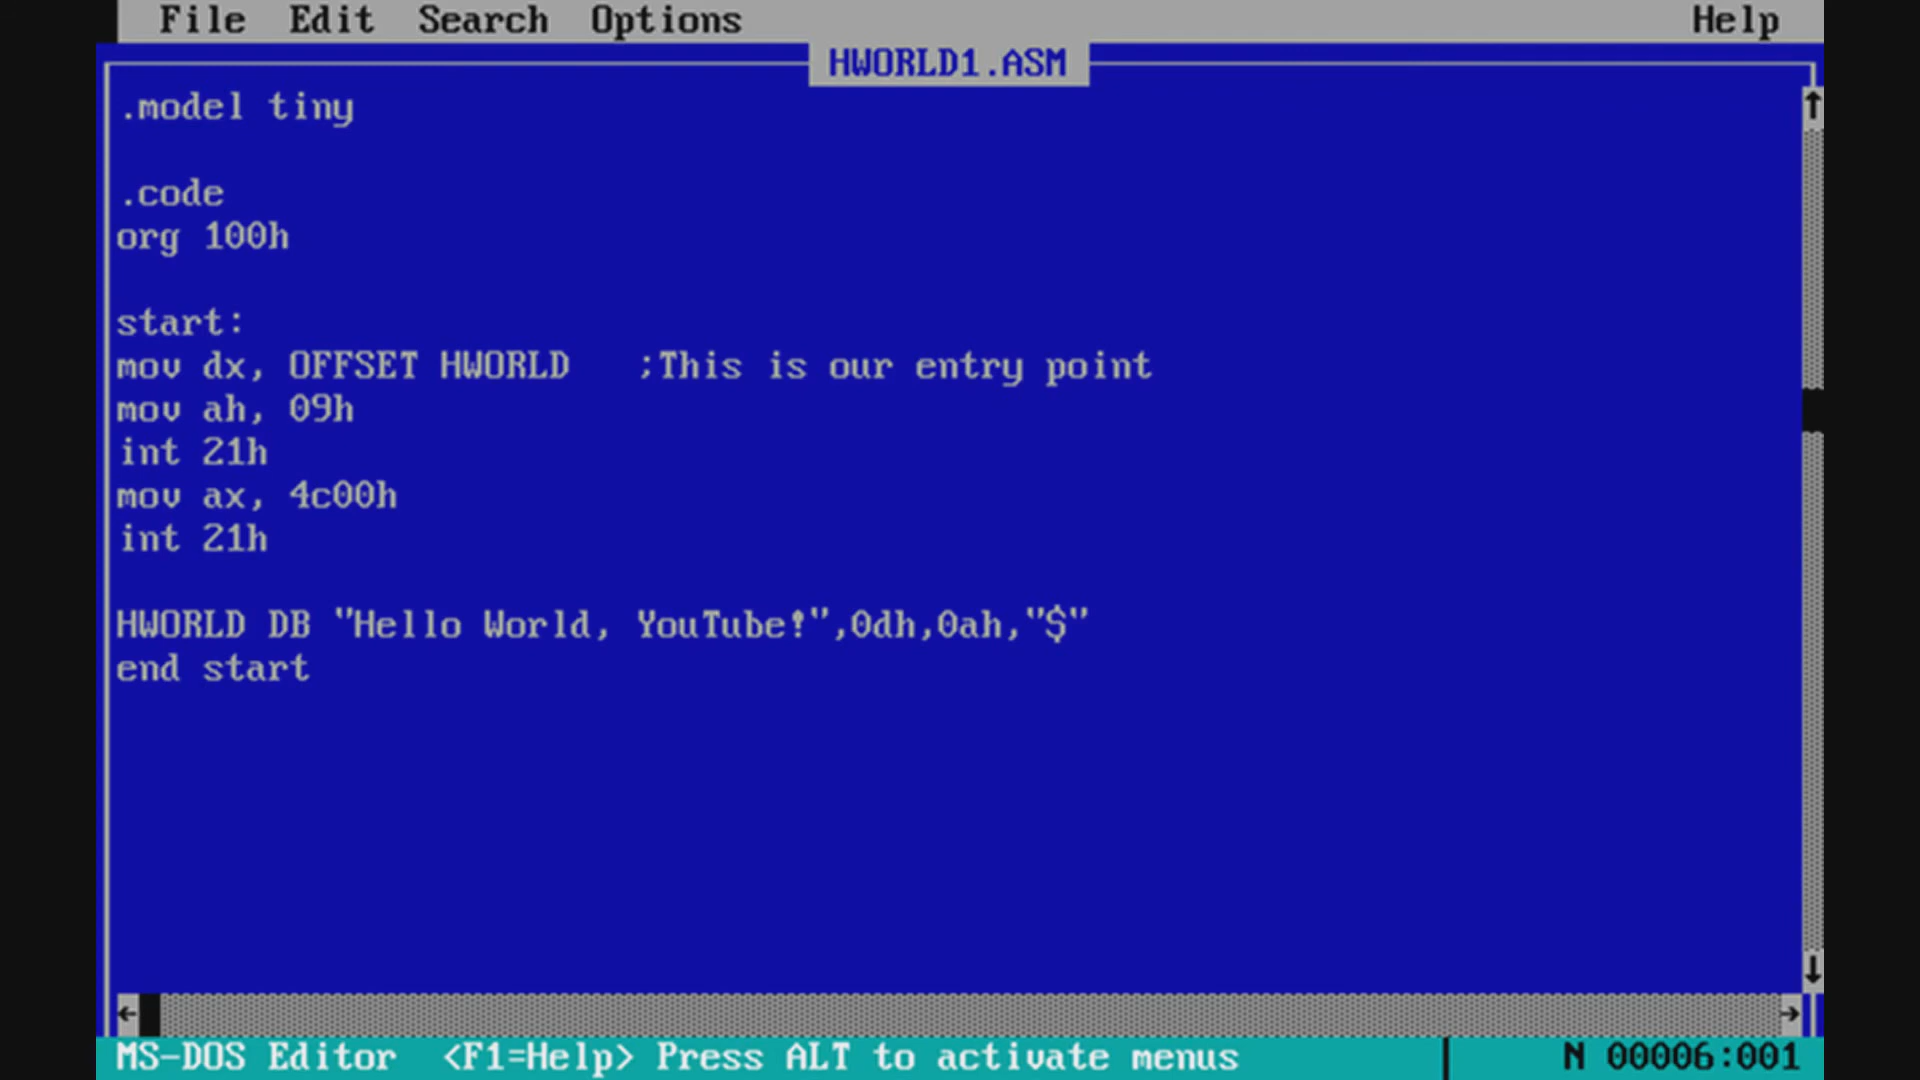 File Edit Search Options Help
HWORLD1.ASM
.model tiny
.code
org 100h
start:
mov dx, OFFSET HWORLD   ;This is our entry point
mov ah, 09h
int 21h
mov ax, 4c00h
int 21h
HWORLD DB "Hello World, YouTube!",0dh,0ah,"$"
end start
MS-DOS Editor  <F1=Help> Press ALT to activate menus N 00006:001